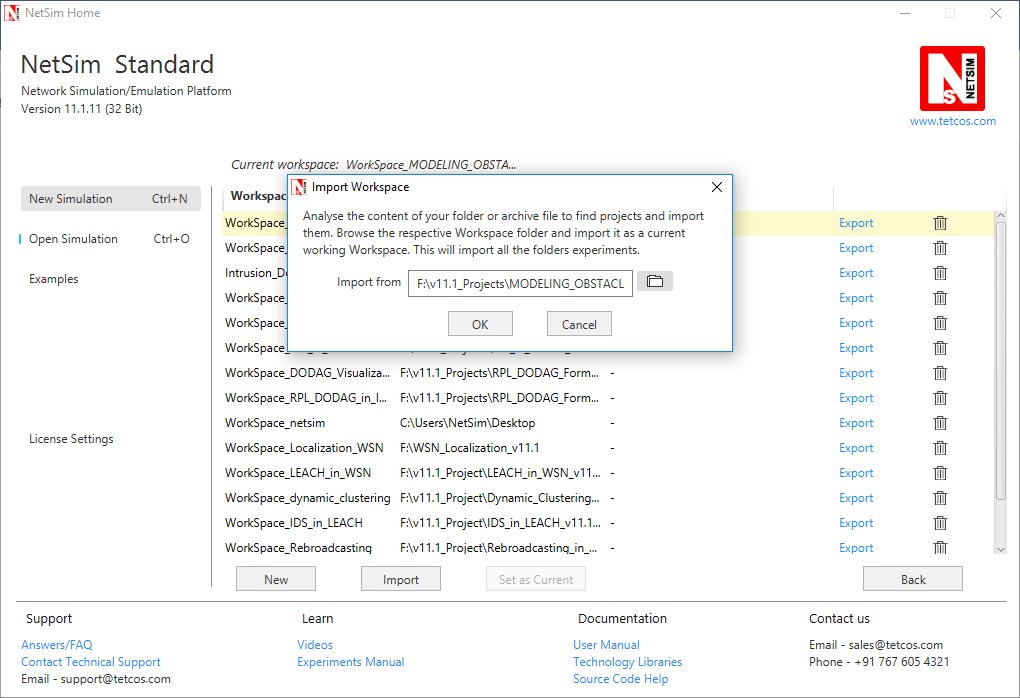 NetSim Home
NetSim Standard
Network Simulation/Emulation Platform
Version 11.1.11 (32 Bit)
NETSIM
www.tetcos.com
Current workspace: WorkSpace_MODELING_OBSTA...
New Simulation Ctrl+N
Open Simulation Ctrl+O
Examples
License Settings
Import Workspace
Analyse the content of your folder or archive file to find projects and import
them. Browse the respective Workspace folder and import it as a current
working Workspace. This will import all the folders experiments.
Import from F:\v11.1_Projects\MODELING_OBSTACL
OK Cancel
WorkSpace_ Export
WorkSpace_ Export
Export
WorkSpace_ Export
WorkSpace_ Export
WorkSpace_ Export
WorkSpace_DODAG_Visualiza... F:\v11.1_Projects\RPL_DODAG_Form... - Export
WorkSpace_RPL_DODAG_in_I... F:\v11.1_Projects\RPL_DODAG_Form... - Export
WorkSpace_netsim C:\Users\NetSim\Desktop - Export
WorkSpace_Localization_WSN F:\WSN_Localization_v11.1 - Export
WorkSpace_LEACH_in_WSN F:\v11.1_Project\LEACH_in_WSN_v11... - Export
WorkSpace_dynamic_clustering F:\v11.1_Project\Dynamic_Clustering... - Export
WorkSpace_IDS_in_LEACH F:\v11.1_Project\IDS_in_LEACH_v11.1... - Export
WorkSpace_Rebroadcasting F:\v11.1_Project\Rebroadcasting_in_... - Export
New Import Set as Current Back
Support
Answers/FAQ
Contact Technical Support
Email - support@tetcos.com
Learn
Videos
Experiments Manual
Documentation
User Manual
Technology Libraries
Source Code Help
Contact us
Email - sales@tetcos.com
Phone - +91 767 605 4321